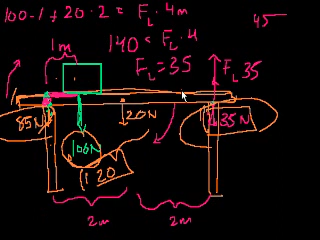 100·1 + 20·2 = F_L · 4m
45
1m
140 = F_L · 4
F_L = 35
F_L 35
85N
20N
35N
100N
120
2m
2m